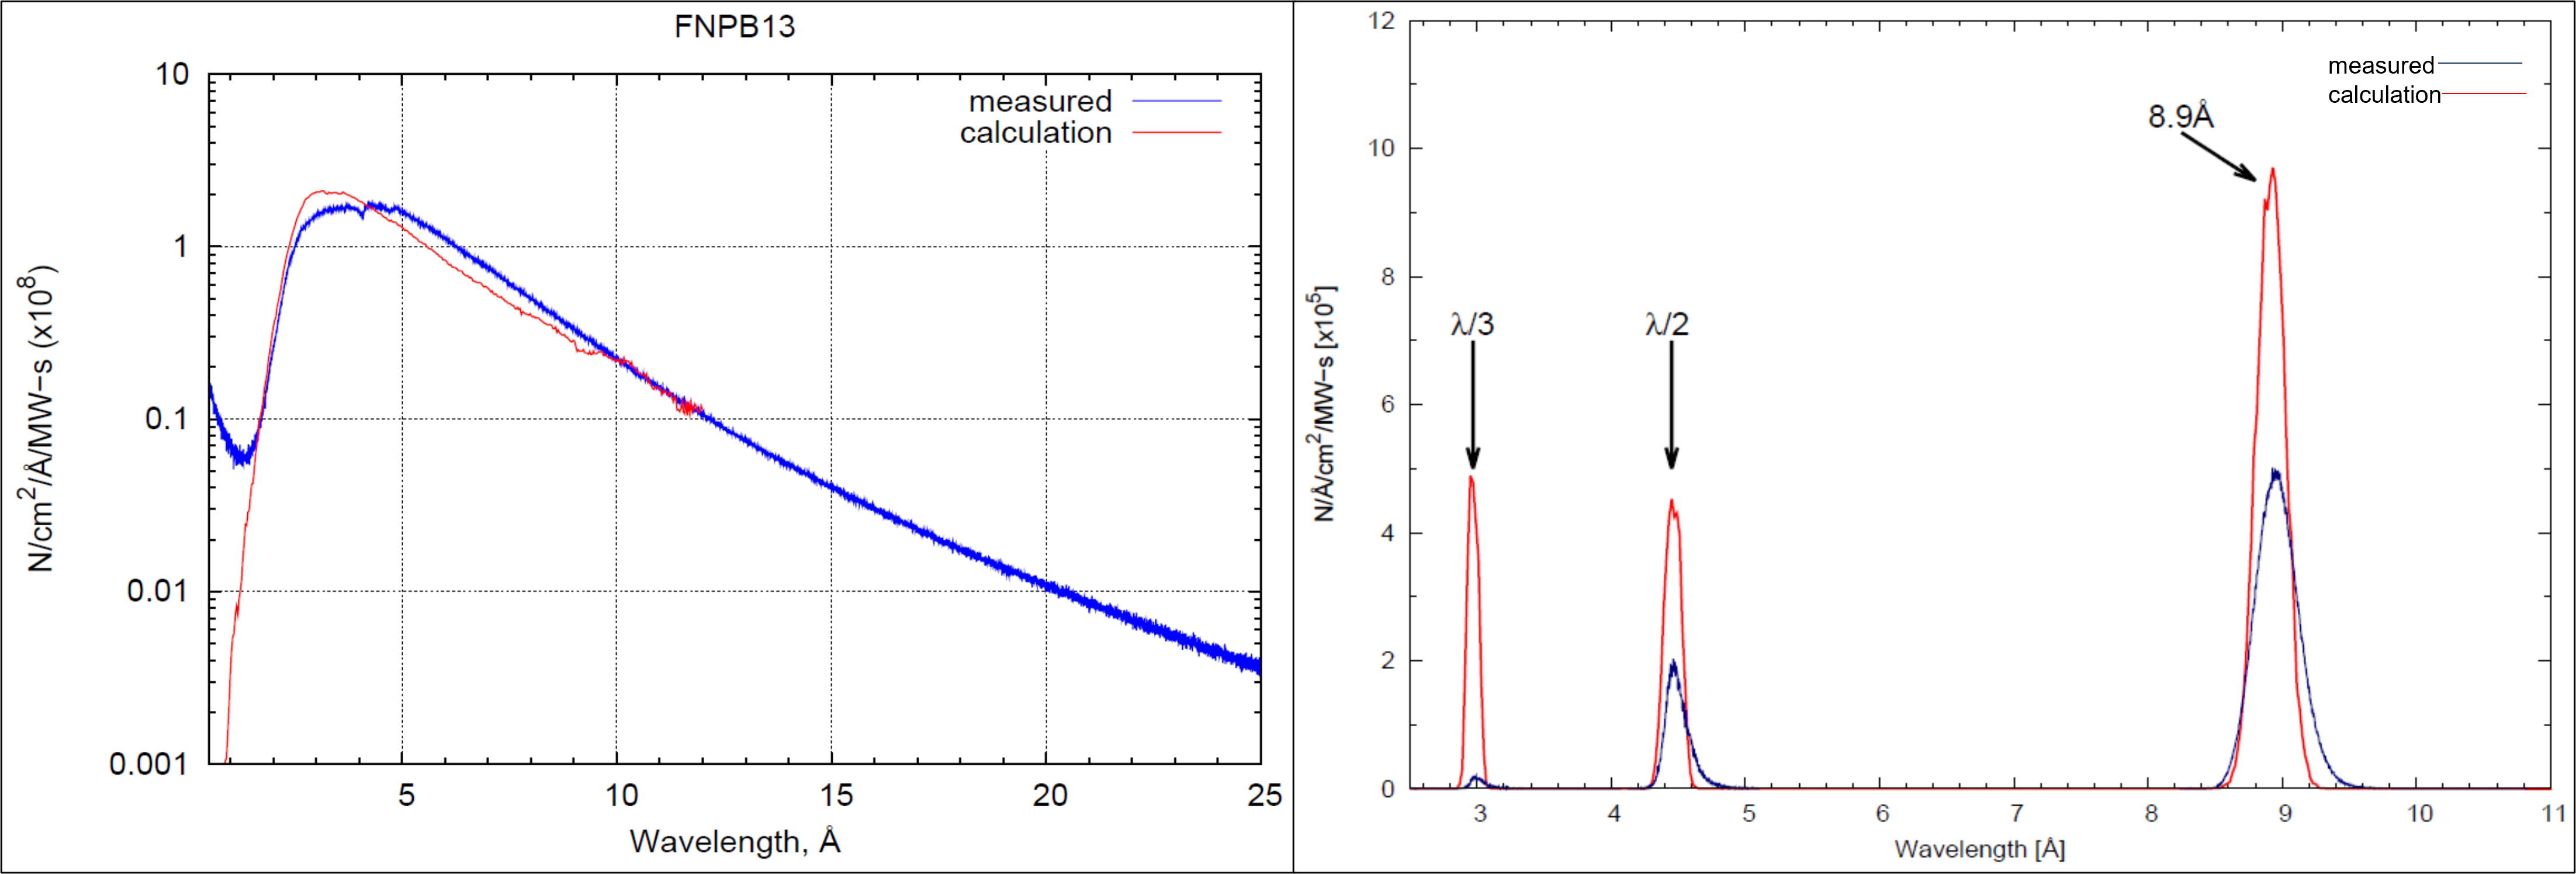 FNPB13
10
1
0.1
0.01
0.001
N/cm²/Å/MW−s (x10⁸)
measured
calculation
5 10 15 20 25
Wavelength, Å
12
10
8
6
4
2
0
N/Å/cm²/MW−s [x10⁵]
measured
calculation
8.9Å
λ/3
λ/2
3 4 5 6 7 8 9 10 11
Wavelength [Å]